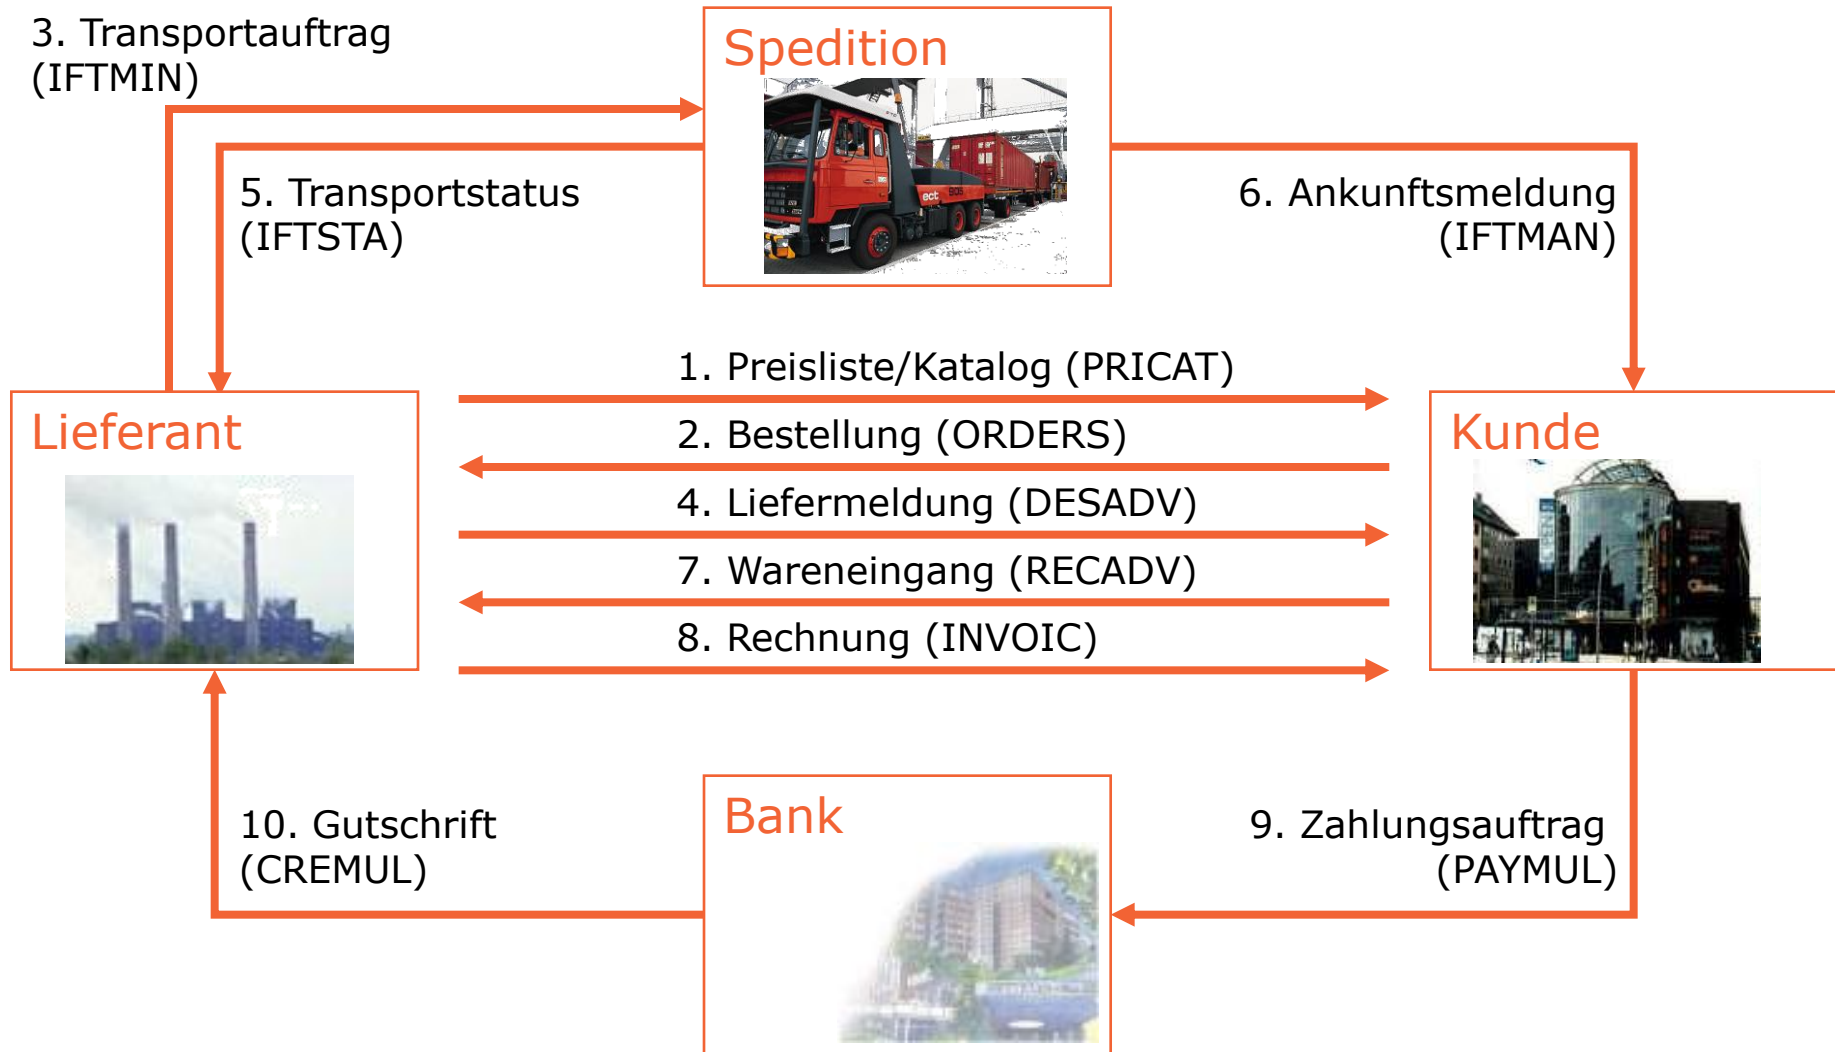 3. Transportauftrag
(IFTMIN)
Spedition
ect
5. Transportstatus
(IFTSTA)
6. Ankunftsmeldung
(IFTMAN)
1. Preisliste/Katalog (PRICAT)
Lieferant
2. Bestellung (ORDERS)
Kunde
4. Liefermeldung (DESADV)
7. Wareneingang (RECADV)
8. Rechnung (INVOIC)
Bank
10. Gutschrift
(CREMUL)
9. Zahlungsauftrag
(PAYMUL)